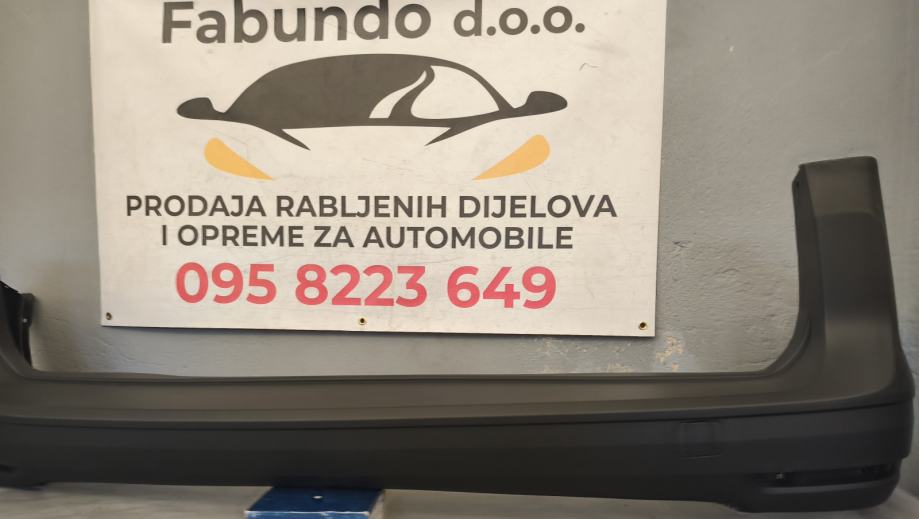 Fabundo d.o.o.
PRODAJA RABLJENIH DIJELOVA
I OPREME ZA AUTOMOBILE
095 8223 649